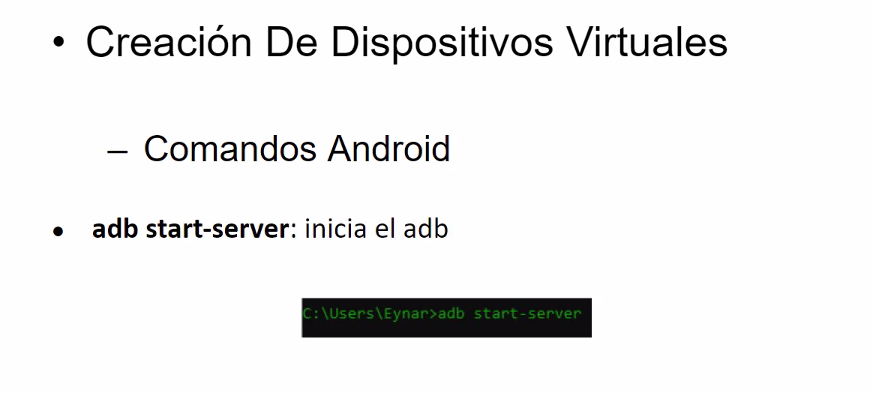 • Creación De Dispositivos Virtuales
– Comandos Android
• adb start-server: inicia el adb
C:\Users\Eynar>adb start-server